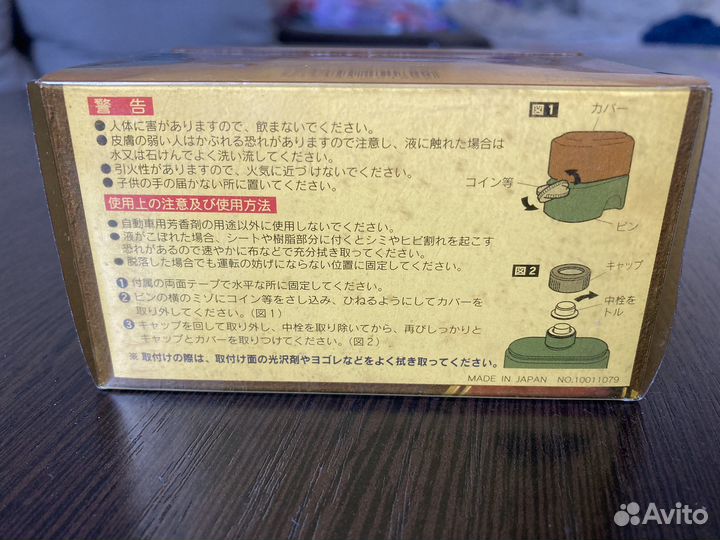 警告
●人体に害がありますので、飲まないでください。
●皮膚の弱い人はかぶれる恐れがありますので注意し、液に触れた場合は
水又は石けんでよく洗い流してください。
●引火性がありますので、火気に近づけないでください。
●子供の手の届かない所に置いてください。
使用上の注意及び使用方法
●自動車用芳香剤の用途以外に使用しないでください。
●液がこぼれた場合、シートや樹脂部分に付くとシミやヒビ割れを起こす
恐れがあるので速やかに布などで充分拭き取ってください。
●脱落した場合でも運転の妨げにならない位置に固定してください。
❶付属の両面テープで水平な所に固定してください。
❷ビンの横のミゾにコイン等をさし込み、ひねるようにしてカバーを
取り外してください。(図1)
❸キャップを回して取り外し、中栓を取り除いてから、再びしっかりと
キャップとカバーを取りつけてください。(図2)
※取付けの際は、取付け面の光沢剤やヨゴレなどをよく拭き取ってください。
図1
カバー
コイン等
ビン
図2
キャップ
中栓を
トル
MADE IN JAPAN NO.10011079
Avito